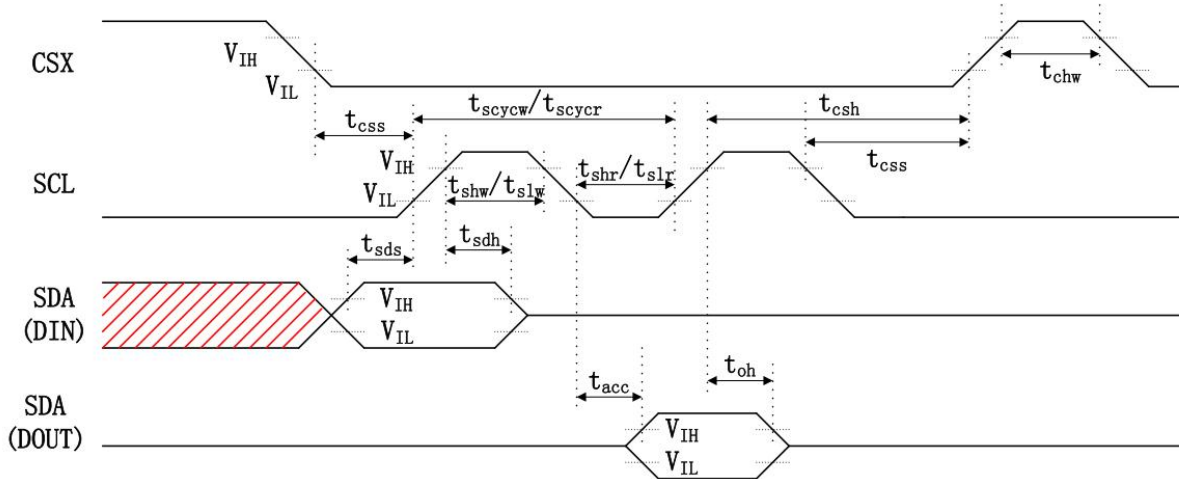 CSX
V_IH
V_IL
t_chw
t_scycw/t_scycr
t_csh
t_css
t_css
SCL
V_IH
V_IL
t_shw/t_slw
t_shr/t_slr
t_sds
t_sdh
SDA
(DIN)
V_IH
V_IL
t_acc
t_oh
SDA
(DOUT)
V_IH
V_IL